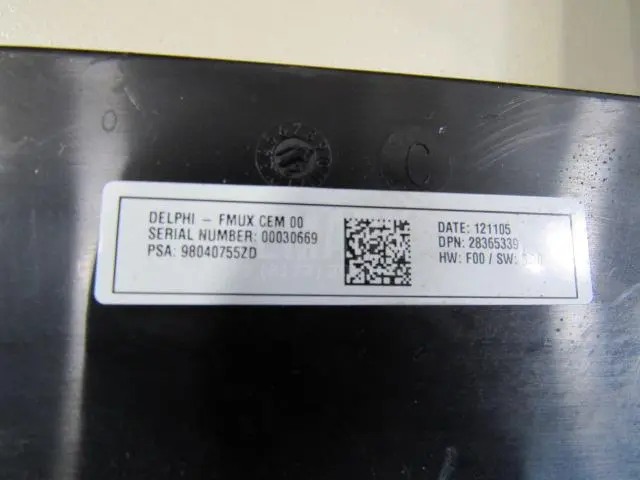 C
DELPHI – FMUX CEM 00
SERIAL NUMBER: 00030669
PSA: 98040755ZD
DATE: 121105
DPN: 28365339
HW: F00 / SW: